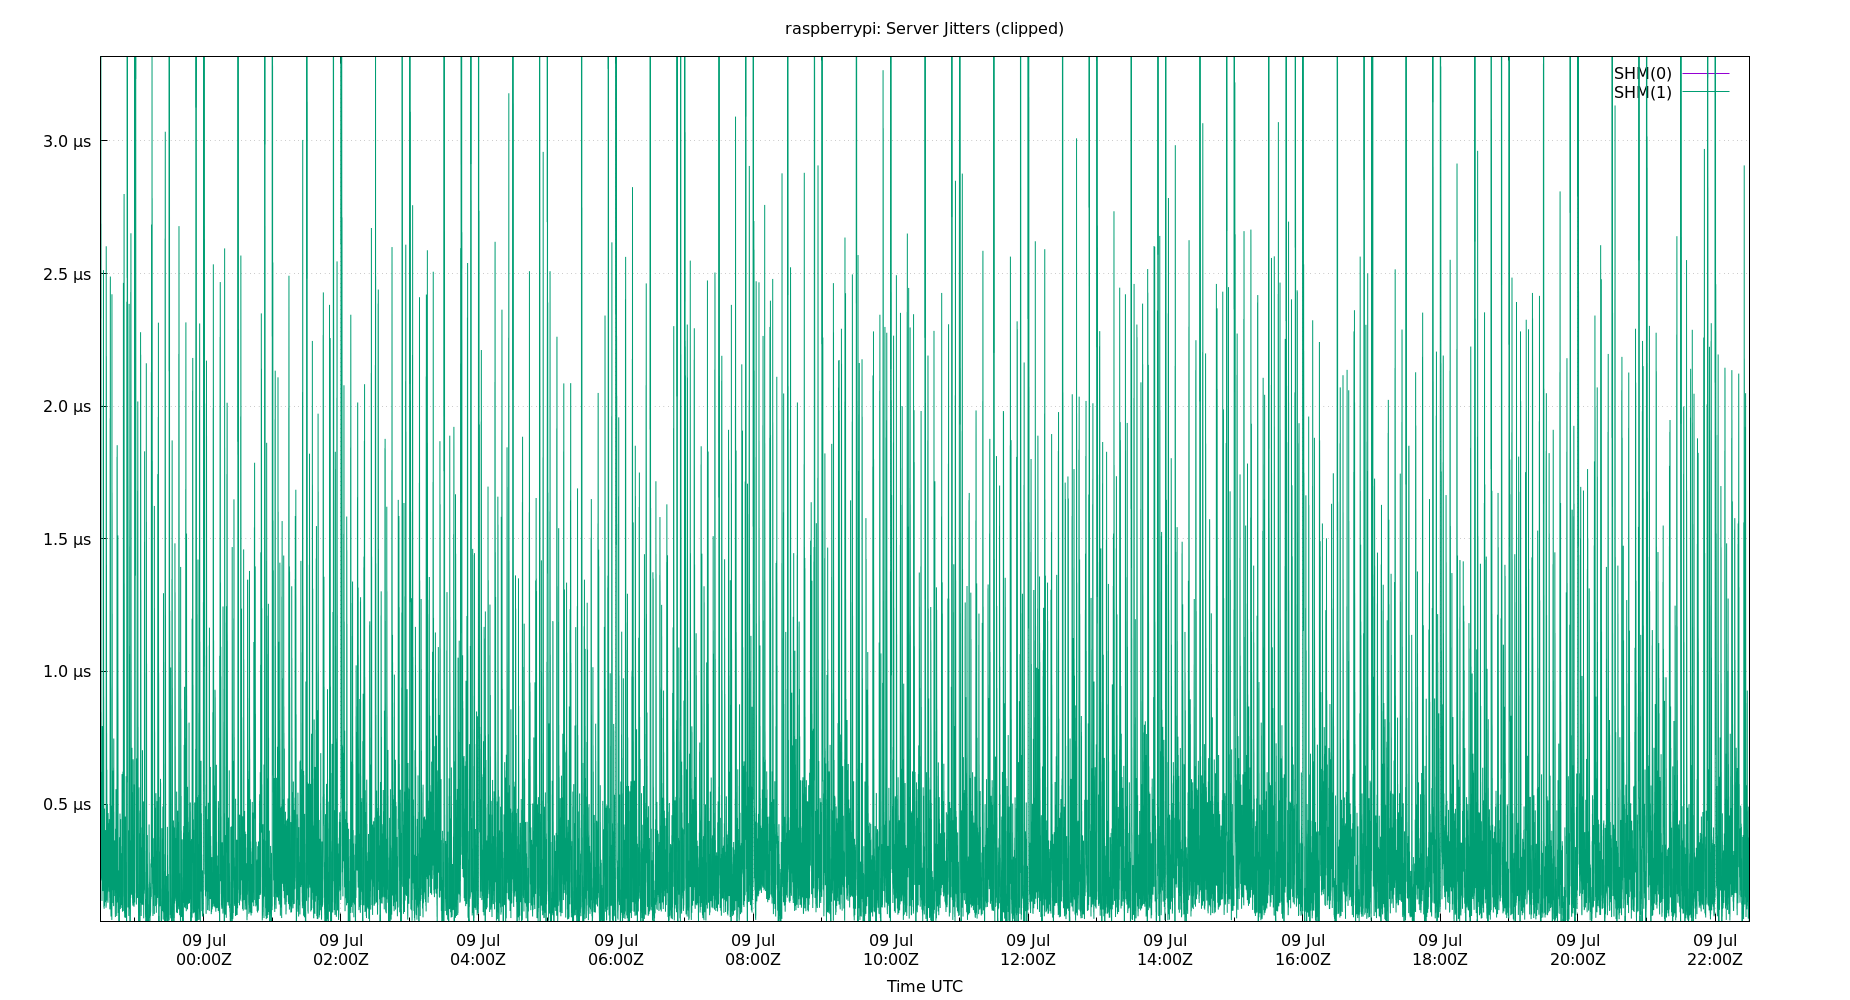 raspberrypi: Server Jitters (clipped)
SHM(0)
SHM(1)
3.0 µs
2.5 µs
2.0 µs
1.5 µs
1.0 µs
0.5 µs
09 Jul 09 Jul 09 Jul 09 Jul 09 Jul 09 Jul 09 Jul 09 Jul 09 Jul 09 Jul 09 Jul 09 Jul
00:00Z 02:00Z 04:00Z 06:00Z 08:00Z 10:00Z 12:00Z 14:00Z 16:00Z 18:00Z 20:00Z 22:00Z
Time UTC